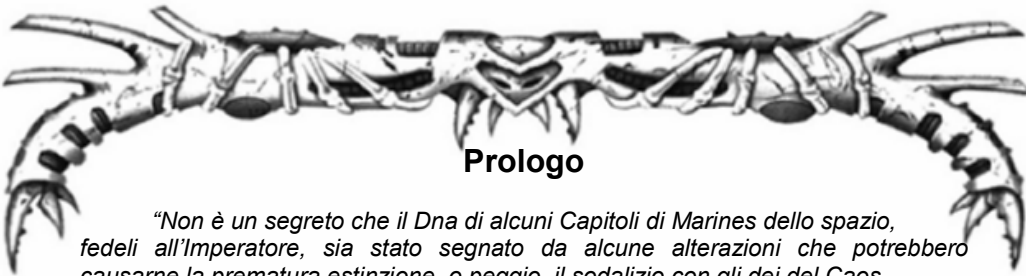 Prologo
“Non è un segreto che il Dna di alcuni Capitoli di Marines dello spazio,
fedeli all’Imperatore, sia stato segnato da alcune alterazioni che potrebbero
causarne la prematura estinzione, o peggio, il sodalizio con gli dei del Caos.